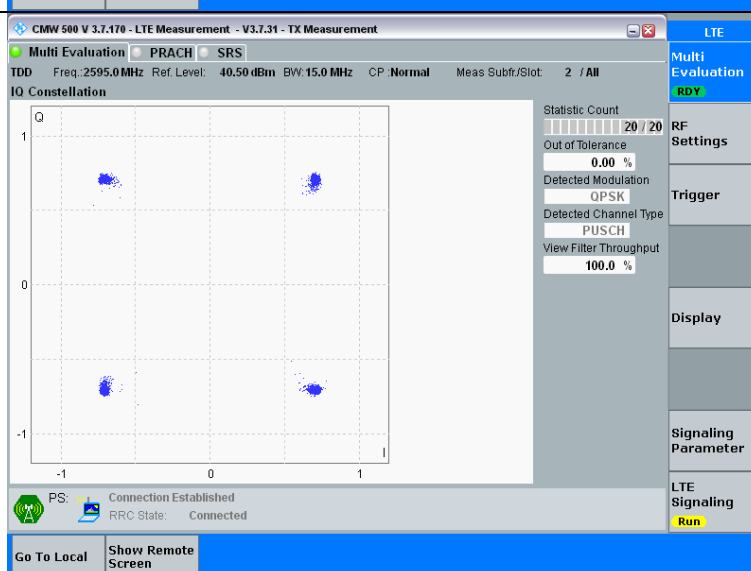 CMW 500 V 3.7.170 - LTE Measurement - V3.7.31 - TX Measurement
LTE
Multi Evaluation PRACH SRS
TDD Freq.:2595.0 MHz Ref. Level: 40.50 dBm BW: 15.0 MHz CP :Normal Meas Subfr./Slot: 2 / All
IQ Constellation
Q
1
0
-1
-1 0 1
I
Statistic Count
20 / 20
Out of Tolerance
0.00 %
Detected Modulation
QPSK
Detected Channel Type
PUSCH
View Filter Throughput
100.0 %
Multi
Evaluation
RDY
RF
Settings
Trigger
Display
Signaling
Parameter
LTE
Signaling
Run
PS: Connection Established
RRC State: Connected
Go To Local
Show Remote
Screen